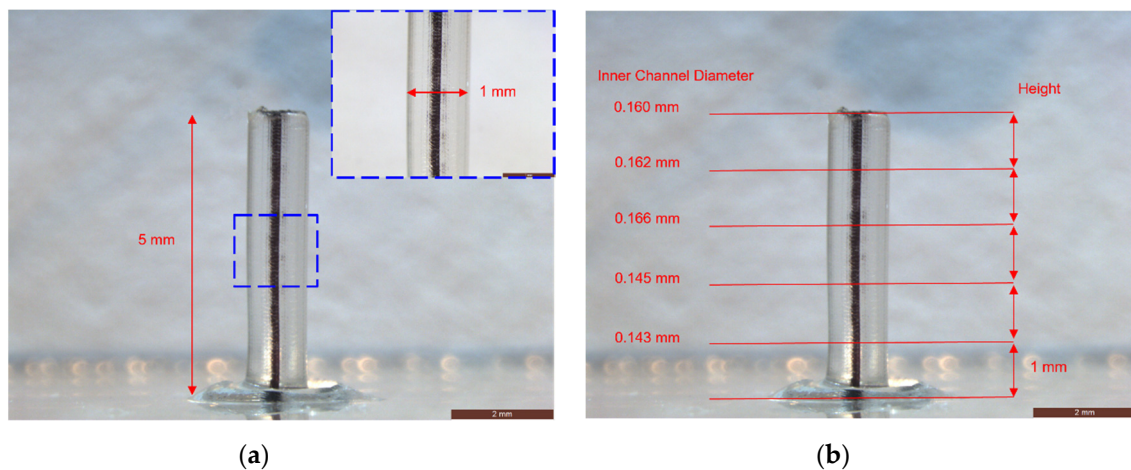 1 mm
5 mm
2 mm
(a)
Inner Channel Diameter
Height
0.160 mm
0.162 mm
0.166 mm
0.145 mm
0.143 mm
1 mm
2 mm
(b)